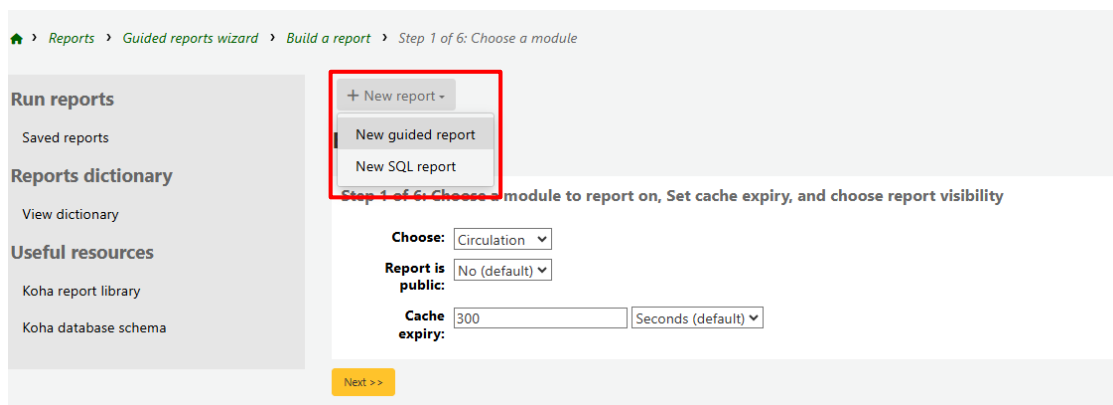 Reports › Guided reports wizard › Build a report › Step 1 of 6: Choose a module
Run reports
Saved reports
Reports dictionary
View dictionary
Useful resources
Koha report library
Koha database schema
+ New report
New guided report
New SQL report
Step 1 of 6: Choose a module to report on, Set cache expiry, and choose report visibility
Choose: Circulation
Report is public: No (default)
Cache expiry: 300 Seconds (default)
Next >>